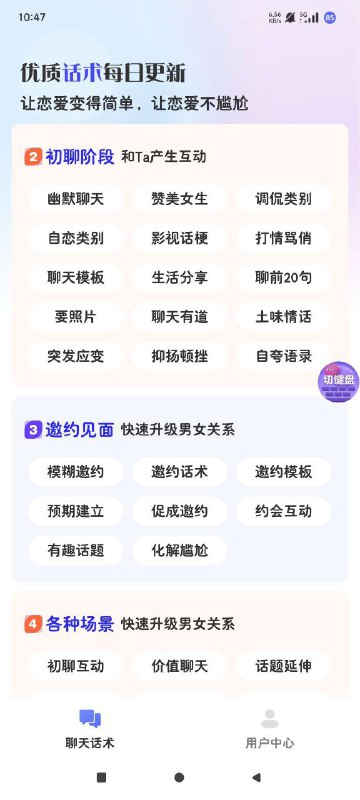 10:47 6.56 KB/s 5G 85
优质话术每日更新
让恋爱变得简单，让恋爱不尴尬
2 初聊阶段 和Ta产生互动
幽默聊天 赞美女生 调侃类别
自恋类别 影视话梗 打情骂俏
聊天模板 生活分享 聊前20句
要照片 聊天有道 土味情话
突发应变 抑扬顿挫 自夸语录
切键盘
3 邀约见面 快速升级男女关系
模糊邀约 邀约话术 邀约模板
预期建立 促成邀约 约会互动
有趣话题 化解尴尬
4 各种场景 快速升级男女关系
初聊互动 价值聊天 话题延伸
聊天话术 用户中心